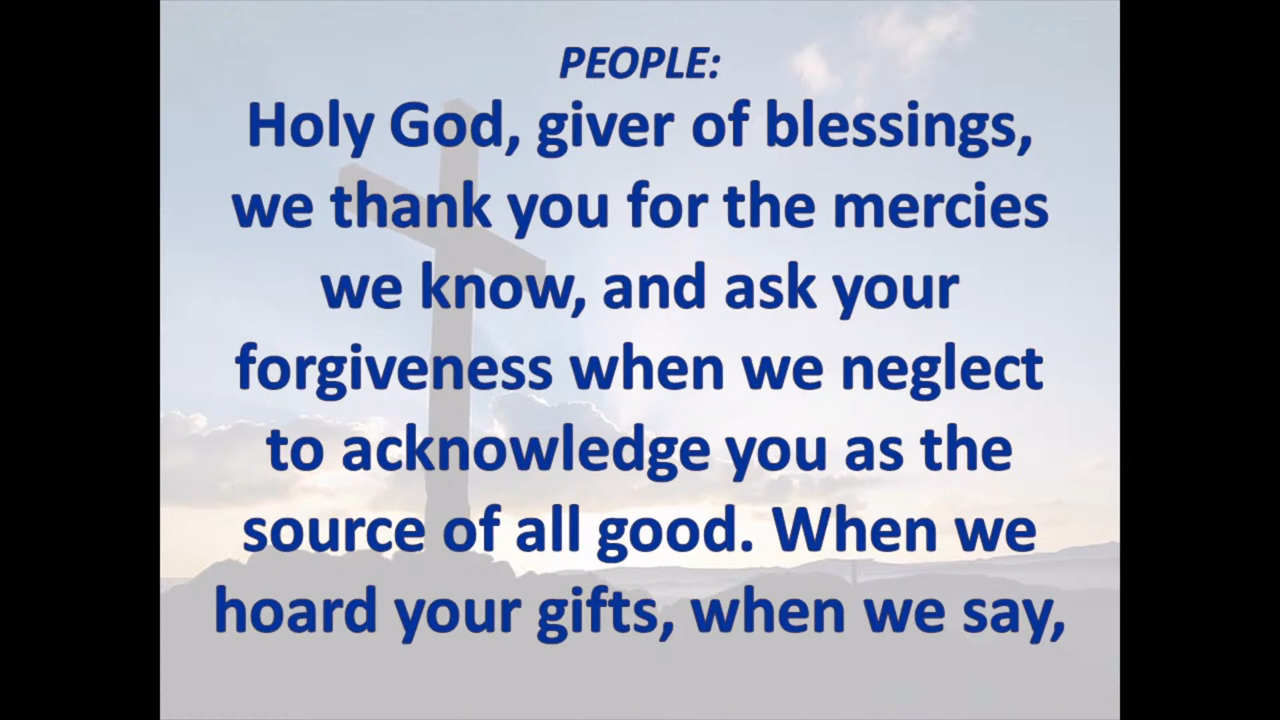 PEOPLE:
Holy God, giver of blessings,
we thank you for the mercies
we know, and ask your
forgiveness when we neglect
to acknowledge you as the
source of all good. When we
hoard your gifts, when we say,